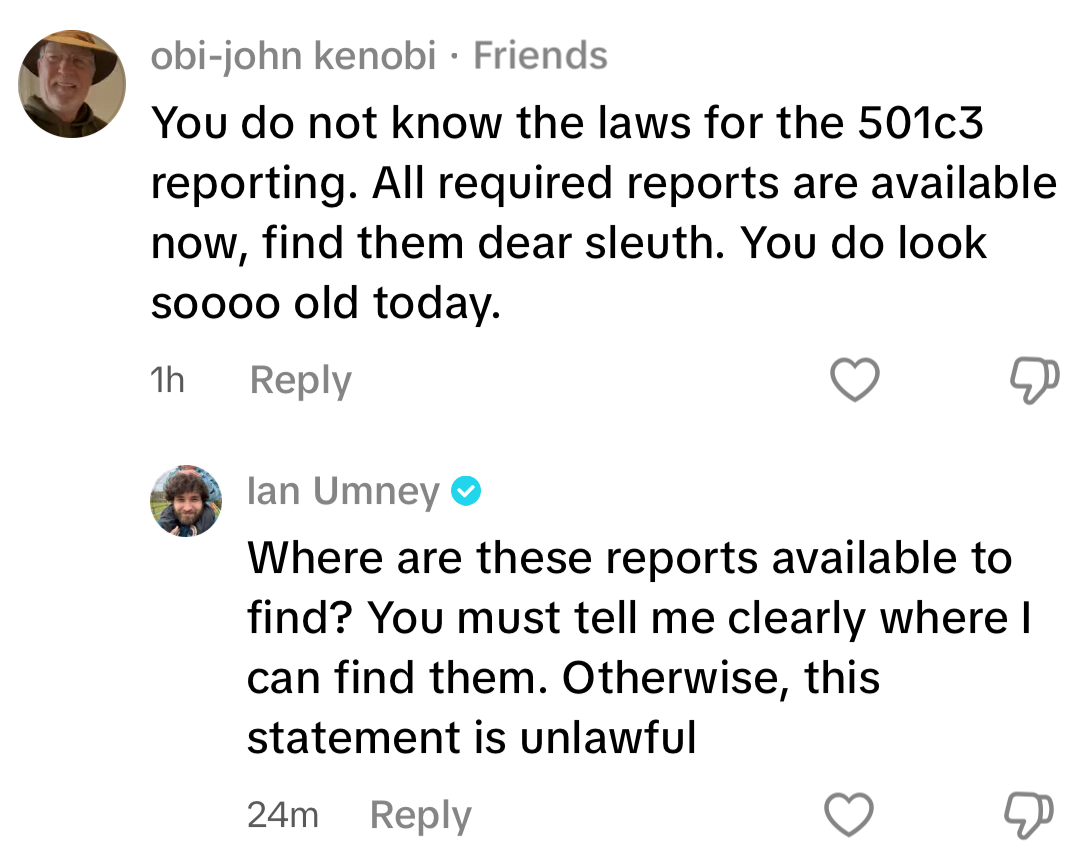 obi-john kenobi · Friends
You do not know the laws for the 501c3
reporting. All required reports are available
now, find them dear sleuth. You do look
soooo old today.
1h Reply
Ian Umney
Where are these reports available to
find? You must tell me clearly where I
can find them. Otherwise, this
statement is unlawful
24m Reply